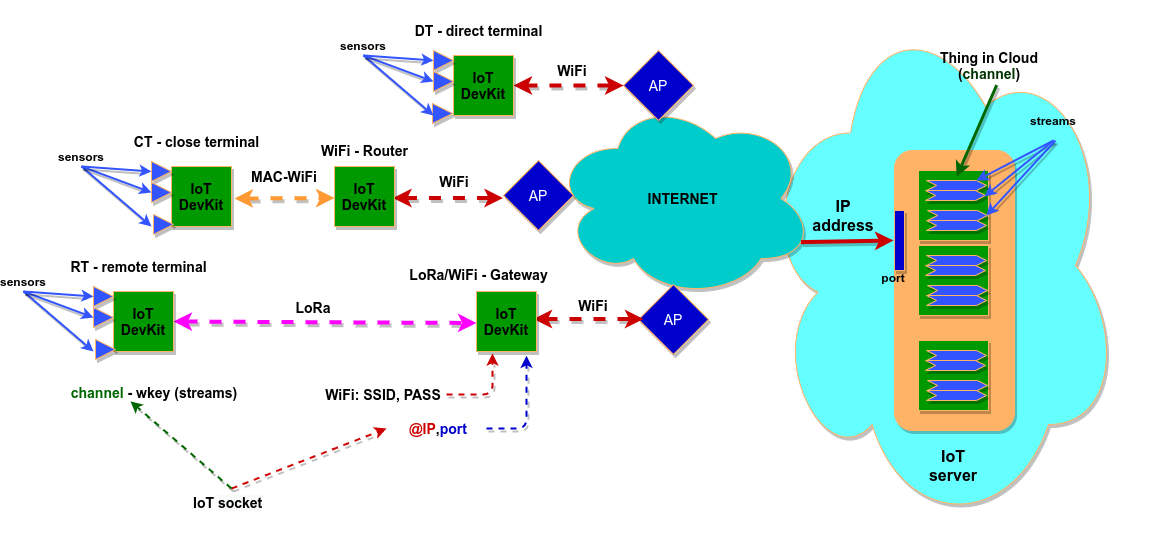 DT - direct terminal
sensors
IoT
DevKit
WiFi
AP
Thing in Cloud
(channel)
streams
CT - close terminal
sensors
IoT
DevKit
MAC-WiFi
WiFi - Router
IoT
DevKit
WiFi
AP
INTERNET
IP
address
port
RT - remote terminal
sensors
IoT
DevKit
LoRa
LoRa/WiFi - Gateway
IoT
DevKit
WiFi
AP
channel - wkey (streams)
WiFi: SSID, PASS
@IP,port
IoT socket
IoT
server